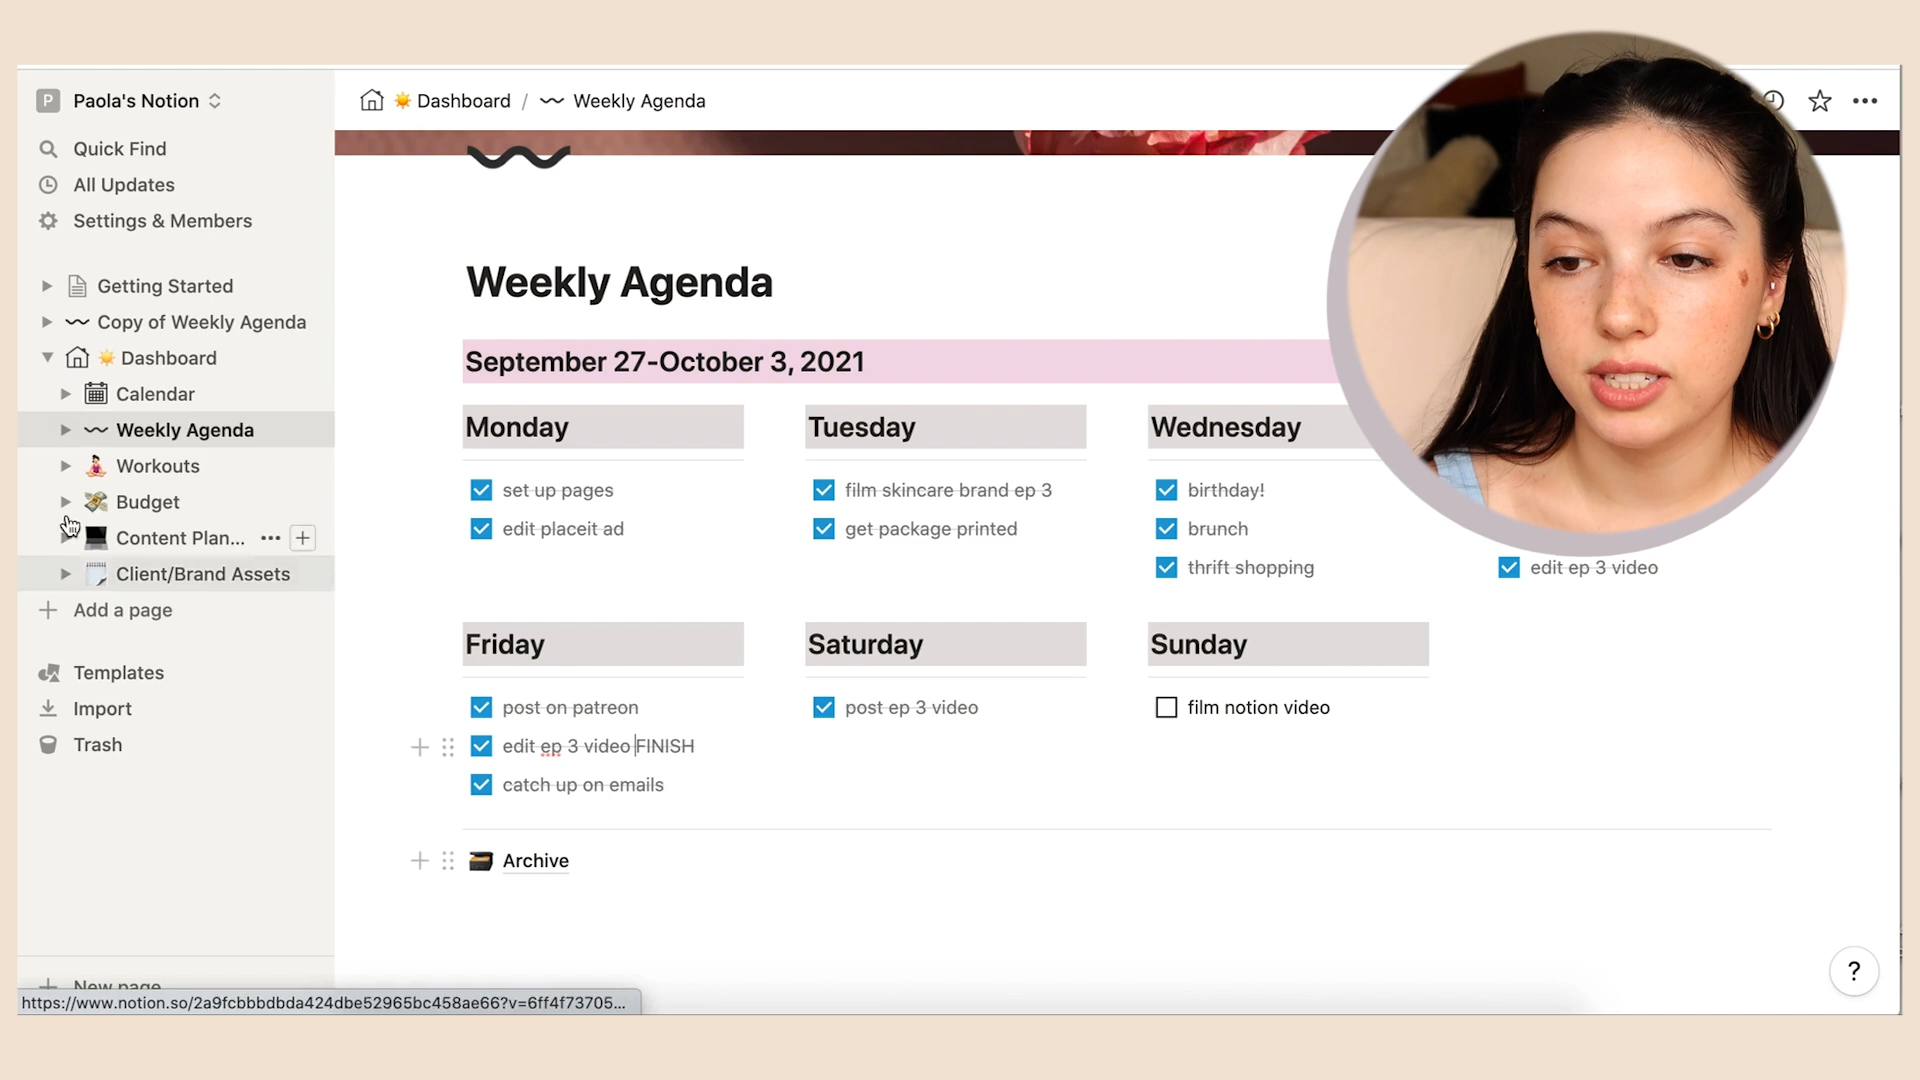 P Paola's Notion
Quick Find
All Updates
Settings & Members
Getting Started
Copy of Weekly Agenda
Dashboard
Calendar
Weekly Agenda
Workouts
Budget
Content Plan...
Client/Brand Assets
Add a page
Templates
Import
Trash
New page
https://www.notion.so/2a9fcbbbdbda424dbe52965bc458ae66?v=6ff4f73705...
Dashboard / Weekly Agenda
Weekly Agenda
September 27-October 3, 2021
Monday
set up pages
edit placeit ad
Tuesday
film skincare brand ep 3
get package printed
Wednesday
birthday!
brunch
thrift shopping
edit ep 3 video
Friday
post on patreon
edit ep 3 video FINISH
catch up on emails
Saturday
post ep 3 video
Sunday
film notion video
Archive
?